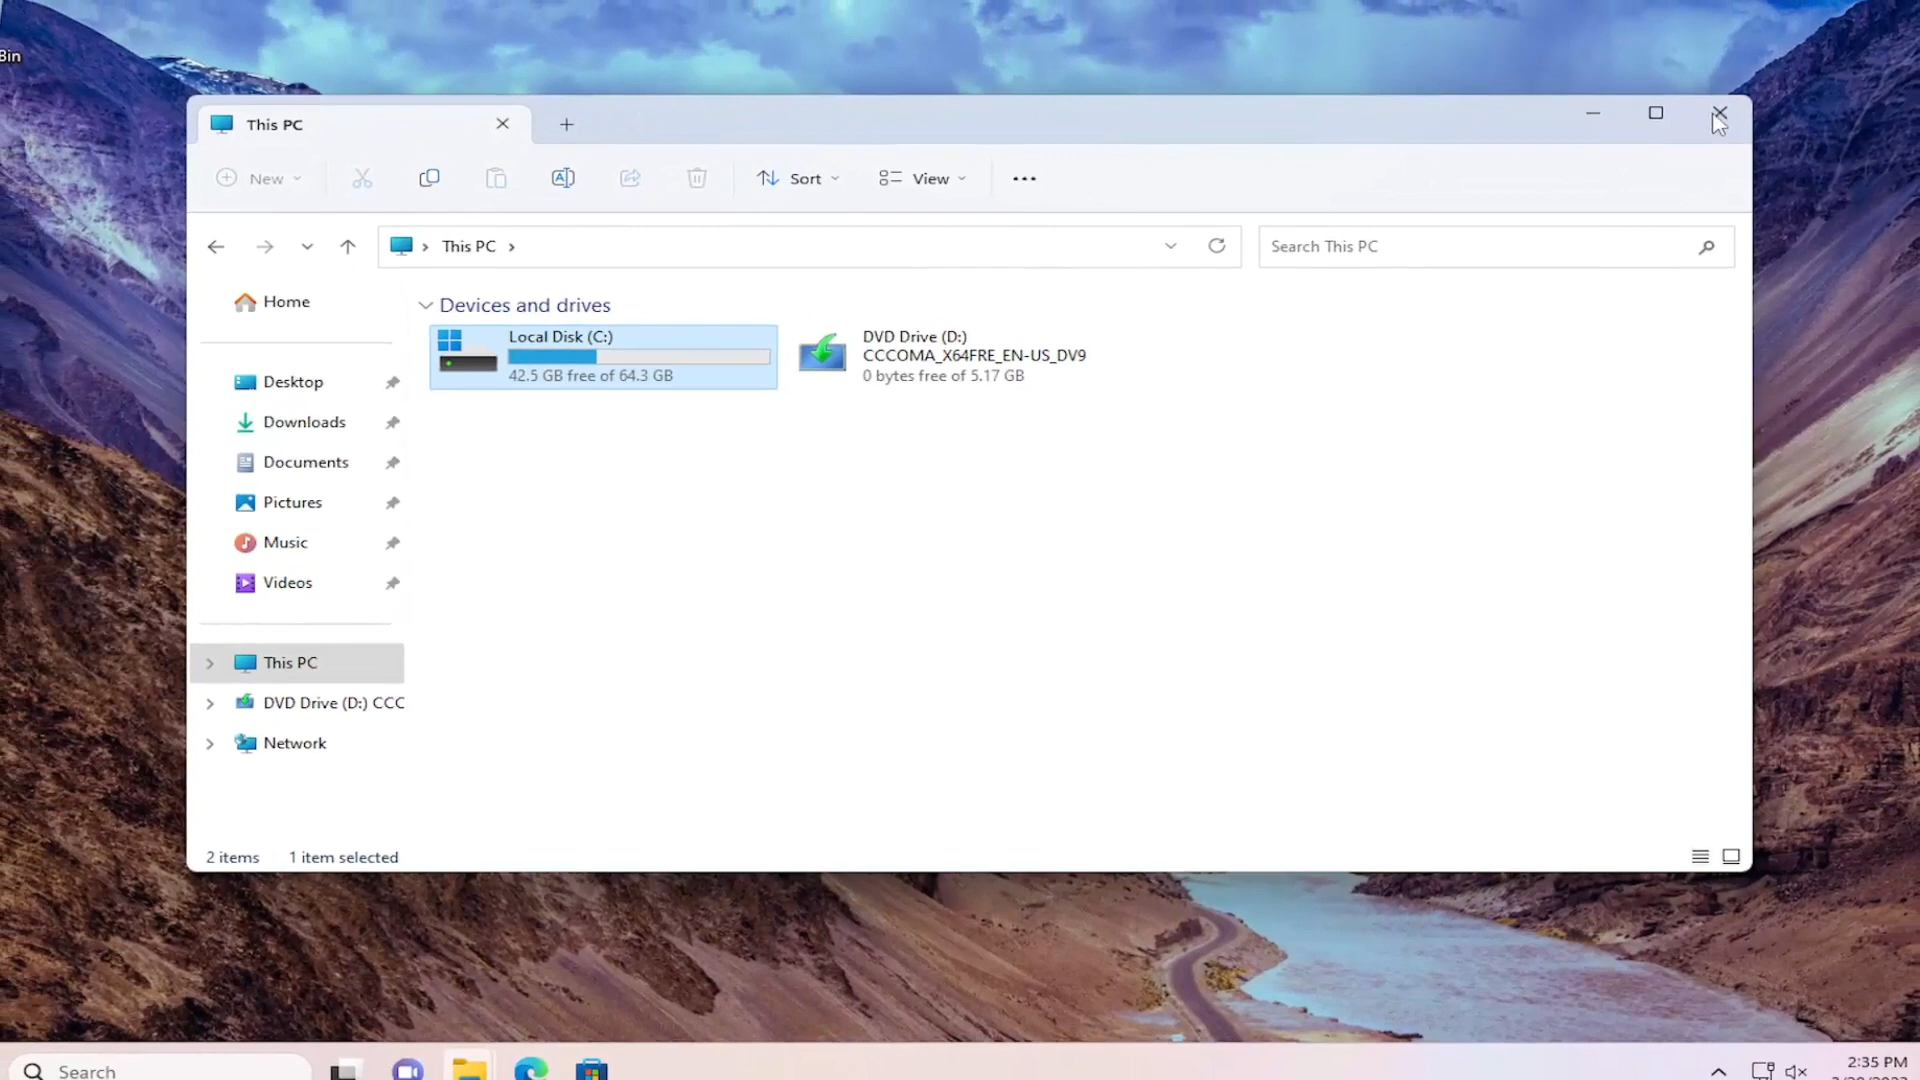 Bin
This PC
New
Sort
View
This PC
Search This PC
Home
Desktop
Downloads
Documents
Pictures
Music
Videos
This PC
DVD Drive (D:) CCC
Network
Devices and drives
Local Disk (C:)
42.5 GB free of 64.3 GB
DVD Drive (D:)
CCCOMA_X64FRE_EN-US_DV9
0 bytes free of 5.17 GB
2 items
1 item selected
Search
2:35 PM